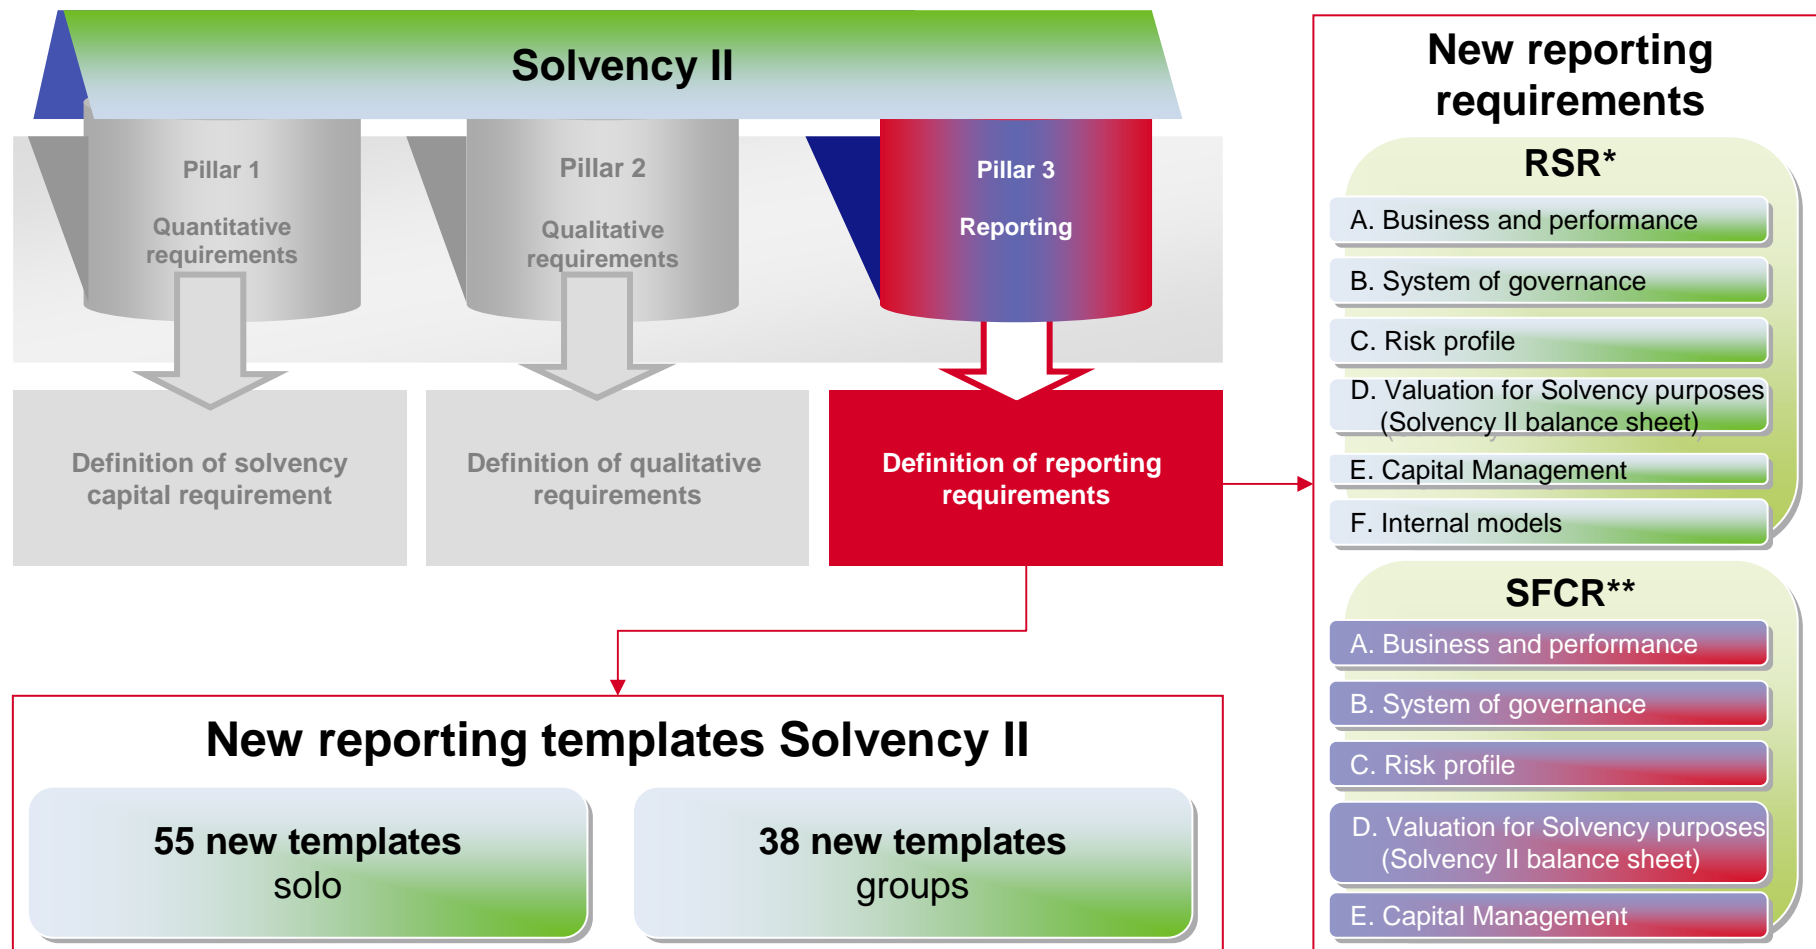 Solvency II
Pillar 1
Quantitative
requirements
Pillar 2
Qualitative
requirements
Pillar 3
Reporting
Definition of solvency
capital requirement
Definition of qualitative
requirements
Definition of reporting
requirements
New reporting templates Solvency II
55 new templates
solo
38 new templates
groups
New reporting
requirements
RSR*
A. Business and performance
B. System of governance
C. Risk profile
D. Valuation for Solvency purposes
(Solvency II balance sheet)
E. Capital Management
F. Internal models
SFCR**
A. Business and performance
B. System of governance
C. Risk profile
D. Valuation for Solvency purposes
(Solvency II balance sheet)
E. Capital Management